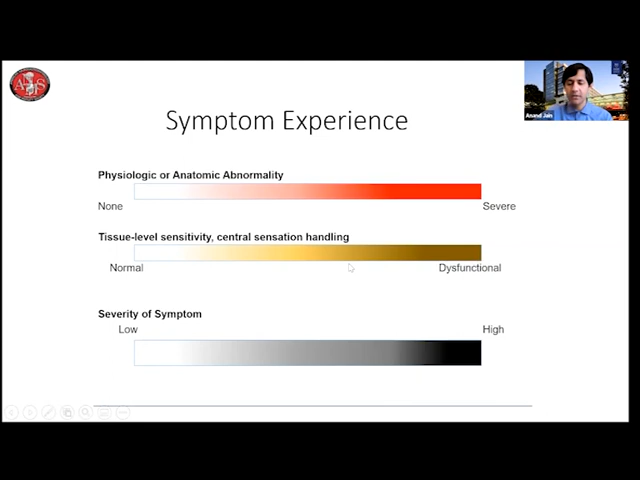 Symptom Experience
Anand Jain
Physiologic or Anatomic Abnormality
None
Severe
Tissue-level sensitivity, central sensation handling
Normal
Dysfunctional
Severity of Symptom
Low
High